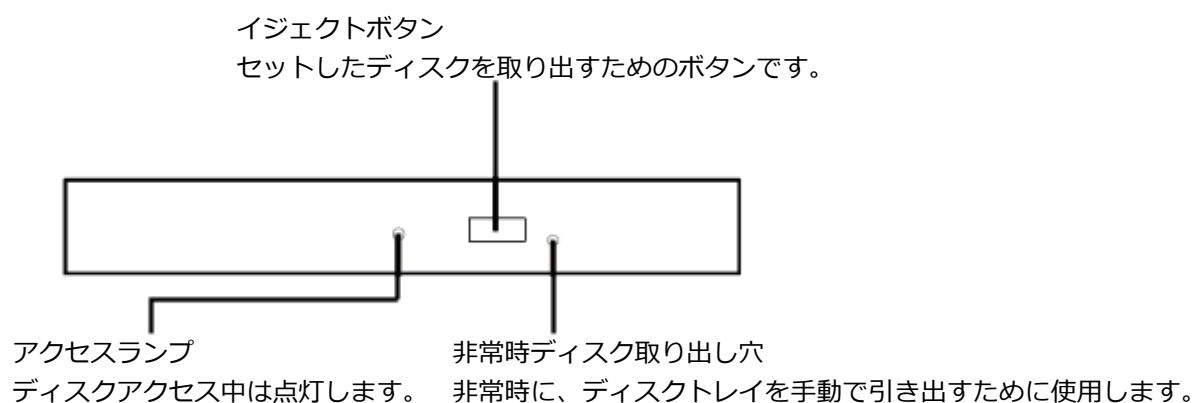 イジェクトボタン
セットしたディスクを取り出すためのボタンです。
アクセスランプ
ディスクアクセス中は点灯します。
非常時ディスク取り出し穴
非常時に、ディスクトレイを手動で引き出すために使用します。